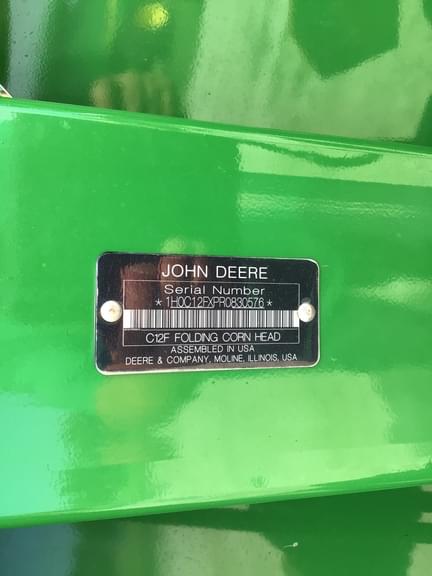 JOHN DEERE
Serial Number
*1H0C12FXPR0830576*
C12F FOLDING CORN HEAD
ASSEMBLED IN USA
DEERE & COMPANY, MOLINE, ILLINOIS, USA